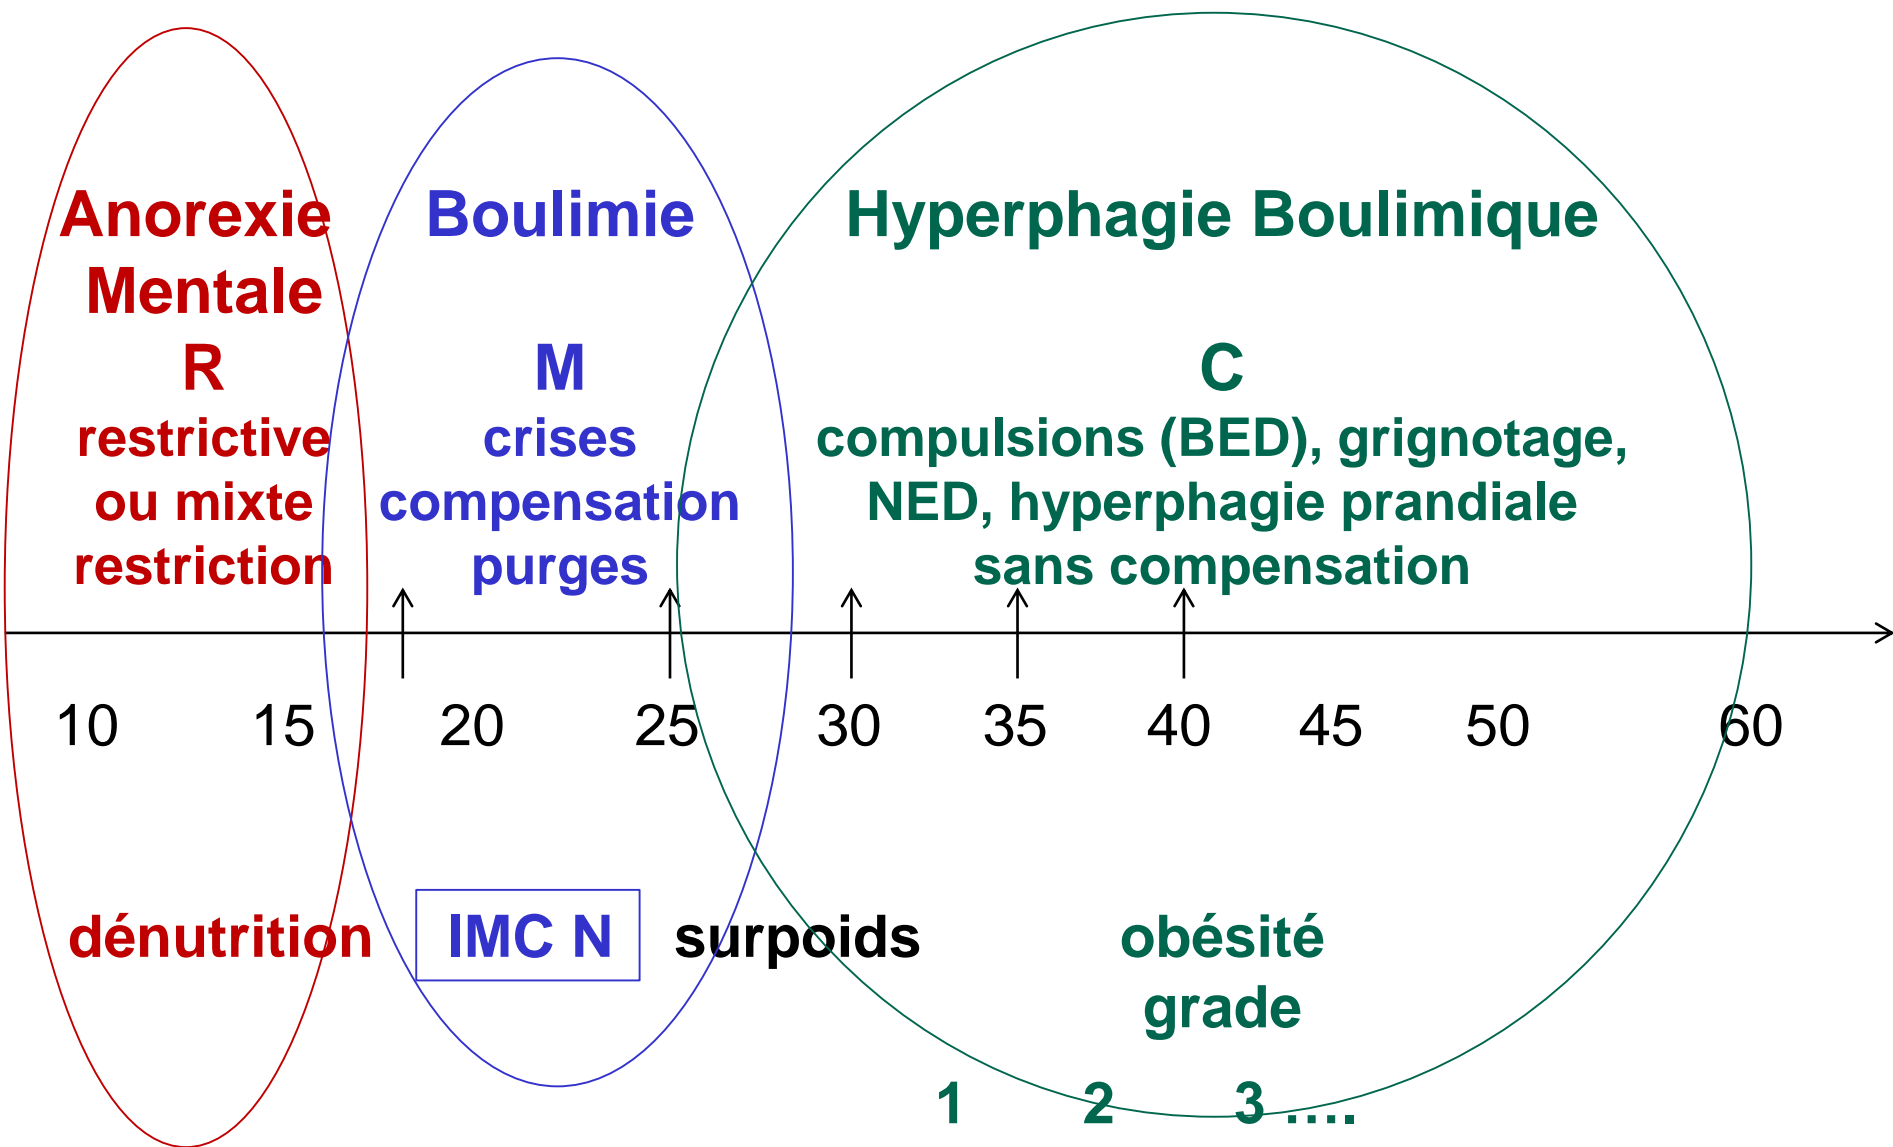 Anorexie
Mentale
R
restrictive
ou mixte
restriction
Boulimie
M
crises
compensation
purges
Hyperphagie Boulimique
C
compulsions (BED), grignotage,
NED, hyperphagie prandiale
sans compensation
10 15 20 25 30 35 40 45 50 60
dénutrition IMC N surpoids obésité
grade
1 2 3 ....